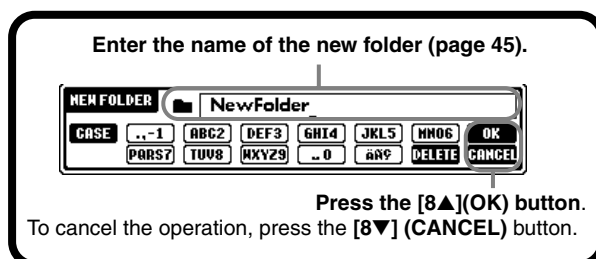 Enter the name of the new folder (page 45).
NEW FOLDER NewFolder_
CASE .,-1 ABC2 DEF3 GHI4 JKL5 MNO6 OK
PQRS7 TUV8 WXYZ9 ␣0 äñç DELETE CANCEL
Press the [8▲](OK) button.
To cancel the operation, press the [8▼] (CANCEL) button.